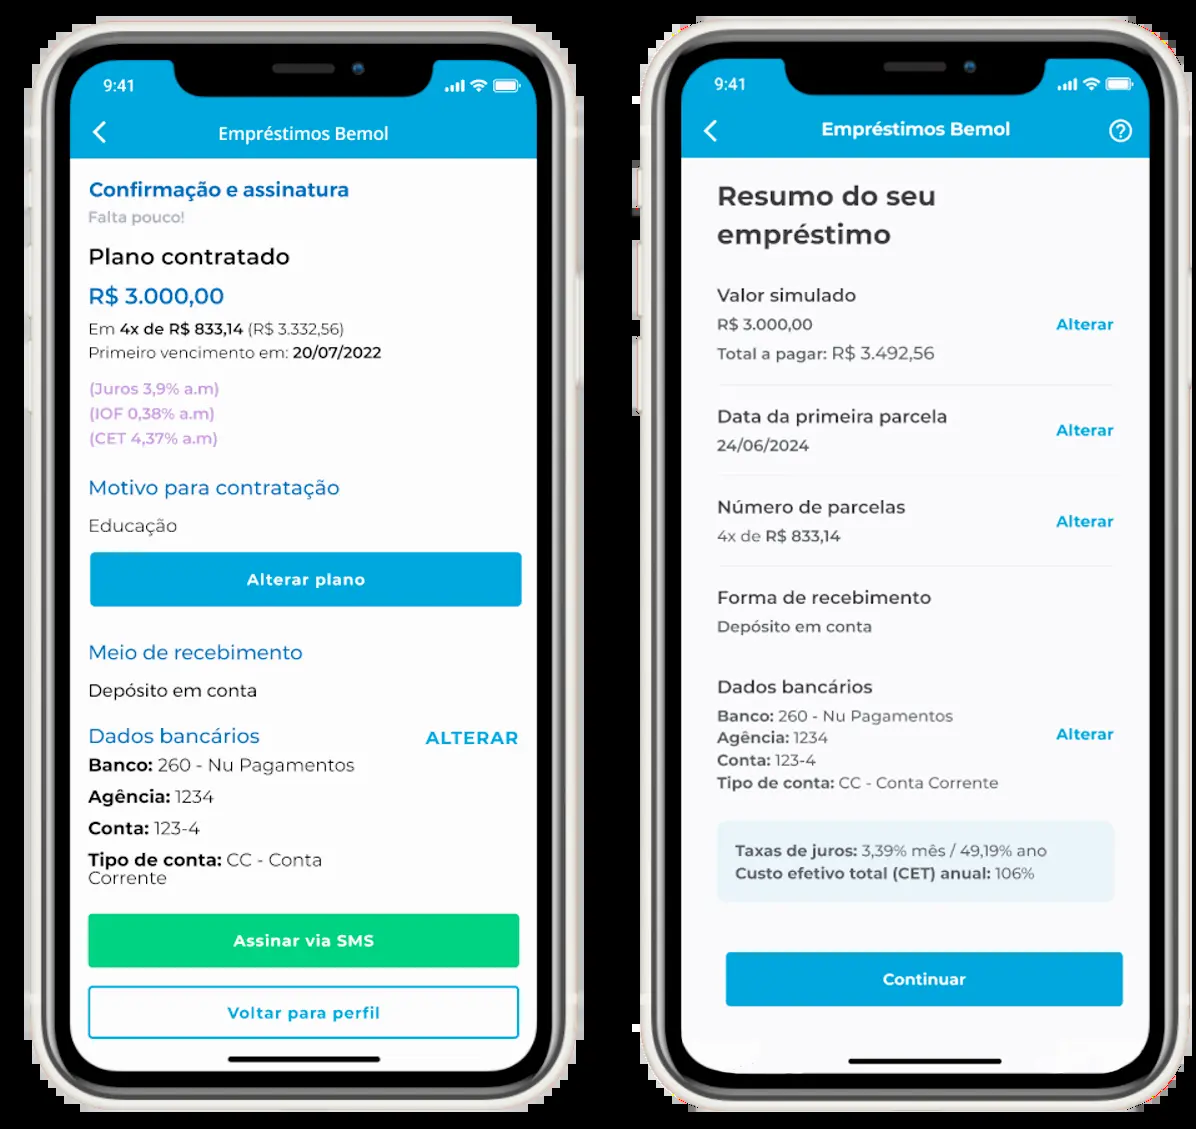 9:41
Empréstimos Bemol
Confirmação e assinatura
Falta pouco!
Plano contratado
R$ 3.000,00
Em 4x de R$ 833,14 (R$ 3.332,56)
Primeiro vencimento em: 20/07/2022
(Juros 3,9% a.m)
(IOF 0,38% a.m)
(CET 4,37% a.m)
Motivo para contratação
Educação
Alterar plano
Meio de recebimento
Depósito em conta
Dados bancários ALTERAR
Banco: 260 - Nu Pagamentos
Agência: 1234
Conta: 123-4
Tipo de conta: CC - Conta
Corrente
Assinar via SMS
Voltar para perfil
9:41
Empréstimos Bemol
Resumo do seu
empréstimo
Valor simulado
R$ 3.000,00 Alterar
Total a pagar: R$ 3.492,56
Data da primeira parcela
24/06/2024 Alterar
Número de parcelas
4x de R$ 833,14 Alterar
Forma de recebimento
Depósito em conta
Dados bancários
Banco: 260 - Nu Pagamentos
Agência: 1234 Alterar
Conta: 123-4
Tipo de conta: CC - Conta Corrente
Taxas de juros: 3,39% mês / 49,19% ano
Custo efetivo total (CET) anual: 106%
Continuar